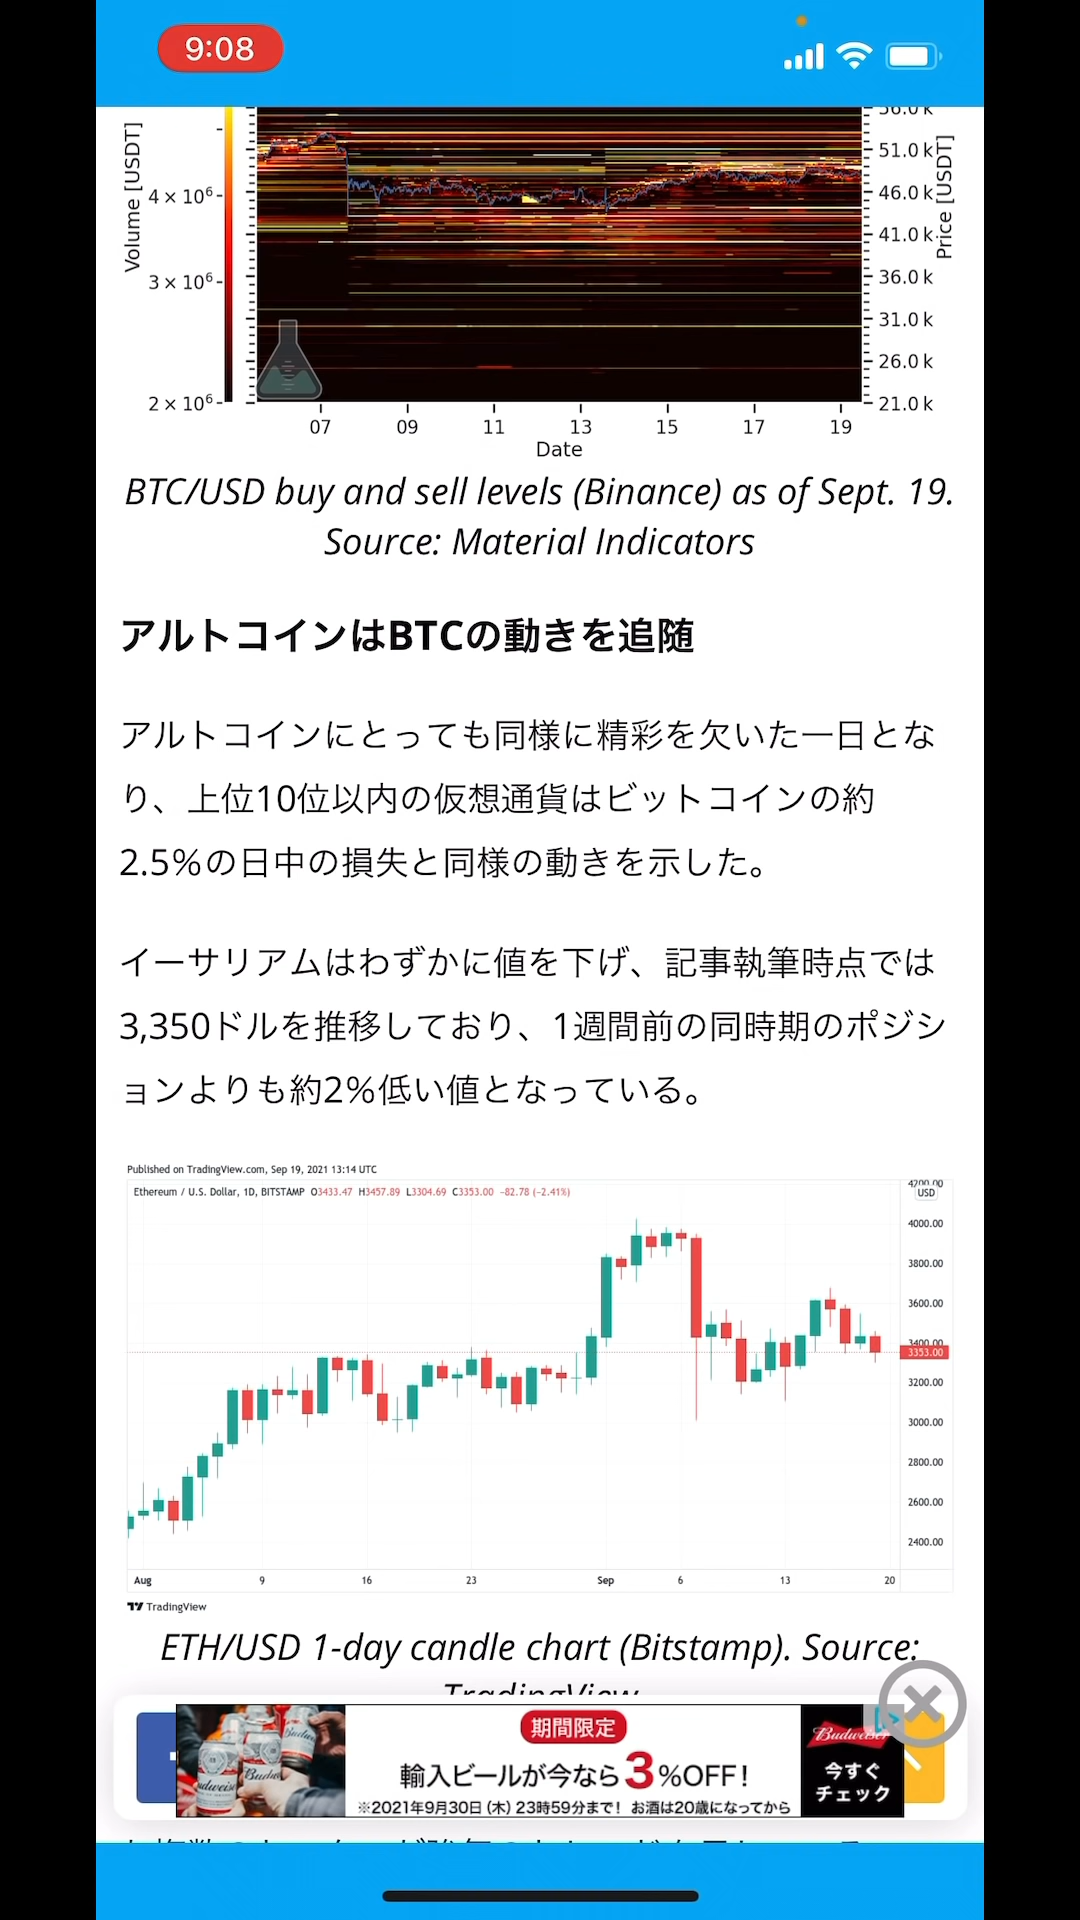 9:08
56.0 k
Volume [USDT]
4 × 10⁶
3 × 10⁶
2 × 10⁶
51.0 k
46.0 k
41.0 k
36.0 k
31.0 k
26.0 k
21.0 k
Price [USDT]
07 09 11 13 15 17 19
Date
BTC/USD buy and sell levels (Binance) as of Sept. 19.
Source: Material Indicators
アルトコインはBTCの動きを追随
アルトコインにとっても同様に精彩を欠いた一日とな
り、上位10位以内の仮想通貨はビットコインの約
2.5%の日中の損失と同様の動きを示した。
イーサリアムはわずかに値を下げ、記事執筆時点では
3,350ドルを推移しており、1週間前の同時期のポジシ
ョンよりも約2%低い値となっている。
Published on TradingView.com, Sep 19, 2021 13:14 UTC
Ethereum / U.S. Dollar, 1D, BITSTAMP O3433.47 H3457.89 L3304.69 C3353.00 −82.78 (−2.41%)
4200.00
USD
4000.00
3800.00
3600.00
3400.00
3353.00
3200.00
3000.00
2800.00
2600.00
2400.00
Aug 9 16 23 Sep 6 13 20
TradingView
ETH/USD 1-day candle chart (Bitstamp). Source:
TradingView
期間限定
輸入ビールが今なら3%OFF!
※2021年9月30日(木)23時59分まで! お酒は20歳になってから
Budweiser
今すぐ
チェック